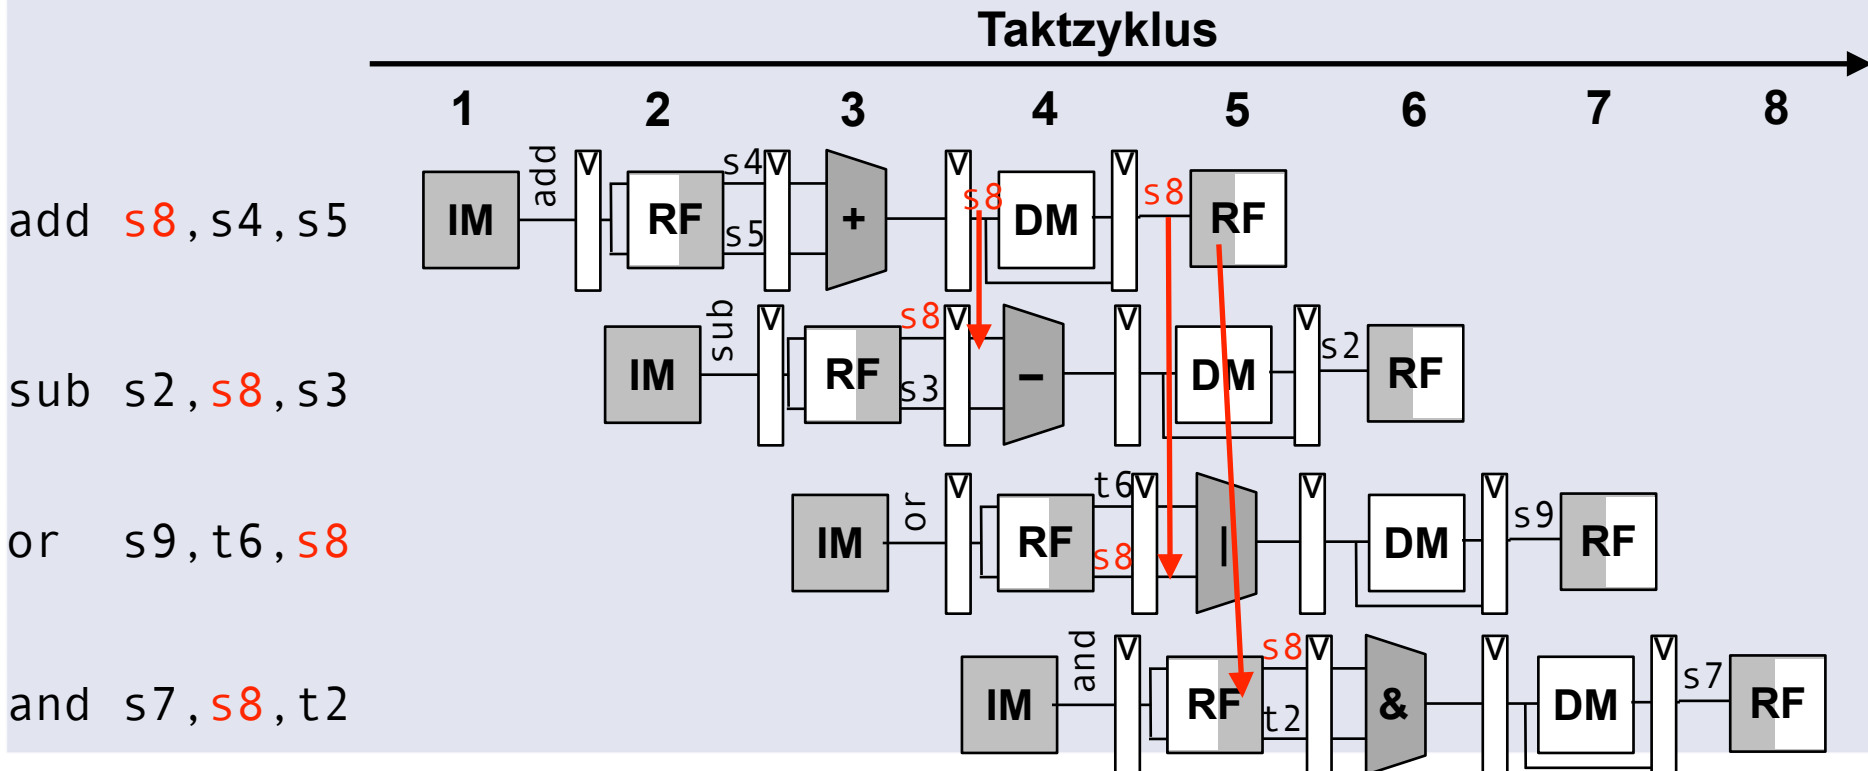 Taktzyklus
1 2 3 4 5 6 7 8
add s8,s4,s5
IM add V RF s4 s5 V + V s8 DM V s8 RF
sub s2,s8,s3
IM sub V RF s8 s3 V – V DM V s2 RF
or s9,t6,s8
IM or V RF t6 s8 V | V DM V s9 RF
and s7,s8,t2
IM and V RF s8 t2 V & V DM V s7 RF